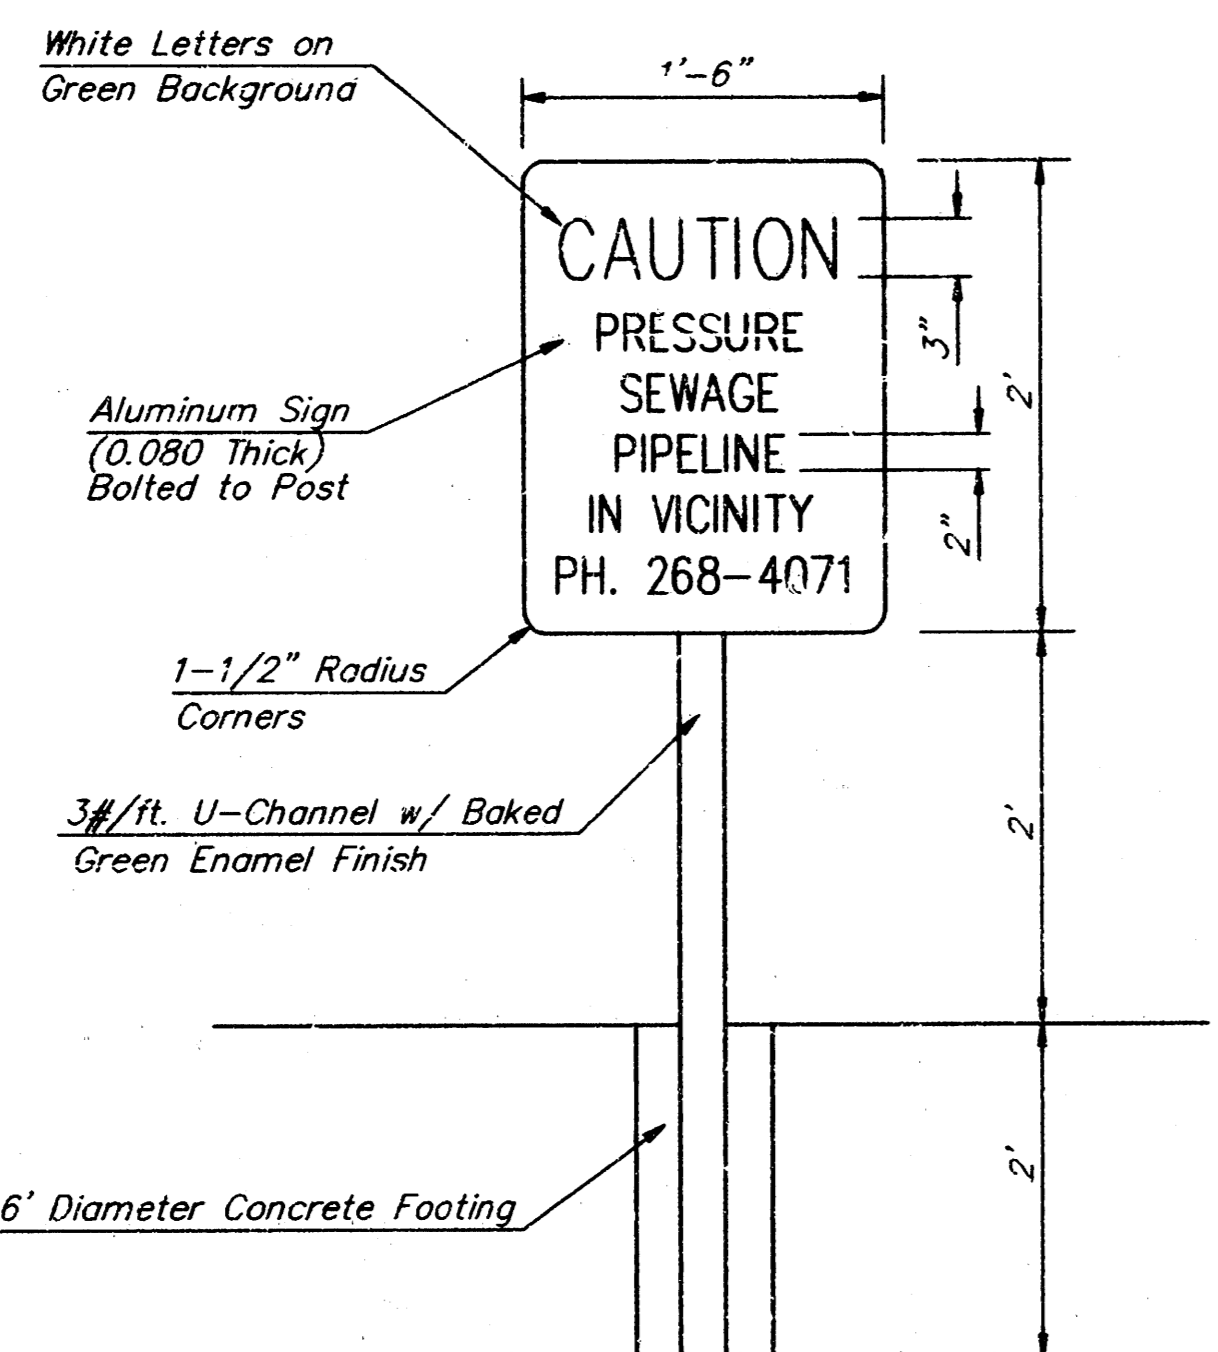 White Letters on
Green Background
1'-6"
CAUTION
PRESSURE
SEWAGE
PIPELINE
IN VICINITY
PH. 268-4071
3"
2'
2"
Aluminum Sign
(0.080 Thick)
Bolted to Post
1-1/2" Radius
Corners
3#/ft. U-Channel w/ Baked
Green Enamel Finish
2'
6' Diameter Concrete Footing
2'